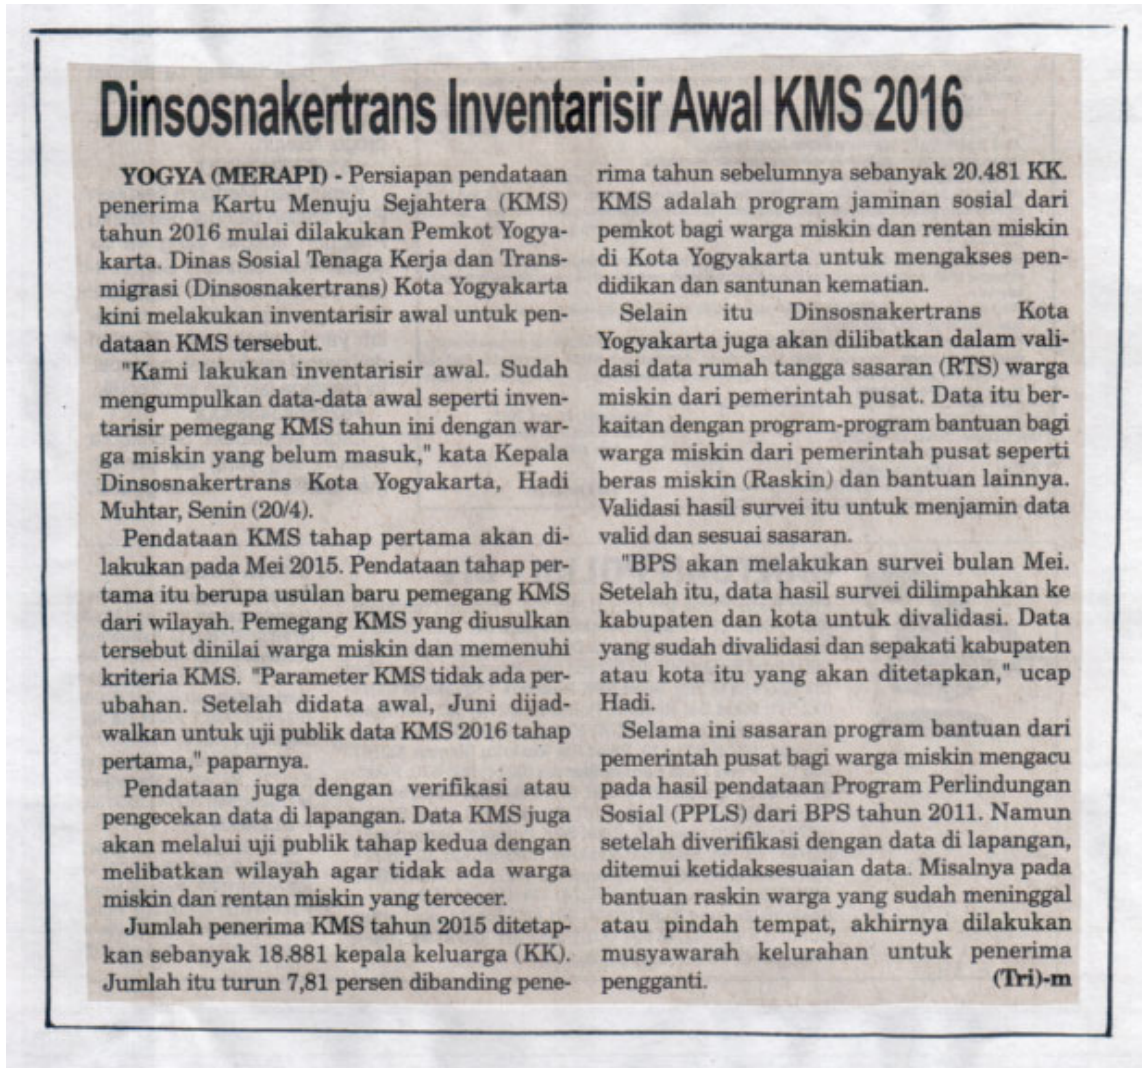 Dinsosnakertrans Inventarisir Awal KMS 2016
YOGYA (MERAPI) - Persiapan pendataan
penerima Kartu Menuju Sejahtera (KMS)
tahun 2016 mulai dilakukan Pemkot Yogya-
karta. Dinas Sosial Tenaga Kerja dan Trans-
migrasi (Dinsosnakertrans) Kota Yogyakarta
kini melakukan inventarisir awal untuk pen-
dataan KMS tersebut.
"Kami lakukan inventarisir awal. Sudah
mengumpulkan data-data awal seperti inven-
tarisir pemegang KMS tahun ini dengan war-
ga miskin yang belum masuk," kata Kepala
Dinsosnakertrans Kota Yogyakarta, Hadi
Muhtar, Senin (20/4).
Pendataan KMS tahap pertama akan di-
lakukan pada Mei 2015. Pendataan tahap per-
tama itu berupa usulan baru pemegang KMS
dari wilayah. Pemegang KMS yang diusulkan
tersebut dinilai warga miskin dan memenuhi
kriteria KMS. "Parameter KMS tidak ada per-
ubahan. Setelah didata awal, Juni dijad-
walkan untuk uji publik data KMS 2016 tahap
pertama," paparnya.
Pendataan juga dengan verifikasi atau
pengecekan data di lapangan. Data KMS juga
akan melalui uji publik tahap kedua dengan
melibatkan wilayah agar tidak ada warga
miskin dan rentan miskin yang tercecer.
Jumlah penerima KMS tahun 2015 ditetap-
kan sebanyak 18.881 kepala keluarga (KK).
Jumlah itu turun 7,81 persen dibanding pene-
rima tahun sebelumnya sebanyak 20.481 KK.
KMS adalah program jaminan sosial dari
pemkot bagi warga miskin dan rentan miskin
di Kota Yogyakarta untuk mengakses pen-
didikan dan santunan kematian.
Selain itu Dinsosnakertrans Kota
Yogyakarta juga akan dilibatkan dalam vali-
dasi data rumah tangga sasaran (RTS) warga
miskin dari pemerintah pusat. Data itu ber-
kaitan dengan program-program bantuan bagi
warga miskin dari pemerintah pusat seperti
beras miskin (Raskin) dan bantuan lainnya.
Validasi hasil survei itu untuk menjamin data
valid dan sesuai sasaran.
"BPS akan melakukan survei bulan Mei.
Setelah itu, data hasil survei dilimpahkan ke
kabupaten dan kota untuk divalidasi. Data
yang sudah divalidasi dan sepakati kabupaten
atau kota itu yang akan ditetapkan," ucap
Hadi.
Selama ini sasaran program bantuan dari
pemerintah pusat bagi warga miskin mengacu
pada hasil pendataan Program Perlindungan
Sosial (PPLS) dari BPS tahun 2011. Namun
setelah diverifikasi dengan data di lapangan,
ditemui ketidaksesuaian data. Misalnya pada
bantuan raskin warga yang sudah meninggal
atau pindah tempat, akhirnya dilakukan
musyawarah kelurahan untuk penerima
pengganti. (Tri)-m